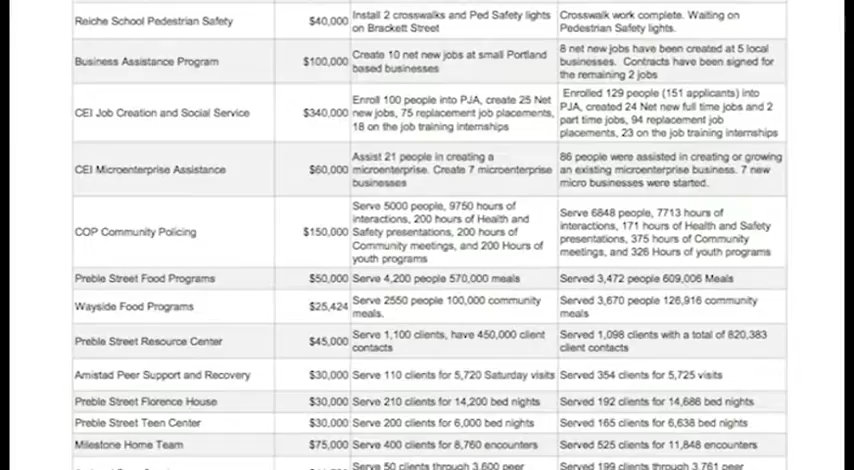 Reiche School Pedestrian Safety $40,000 Install 2 crosswalks and Ped Safety lights on Brackett Street Crosswalk work complete. Waiting on Pedestrian Safety lights.
Business Assistance Program $100,000 Create 10 net new jobs at small Portland based businesses 8 net new jobs have been created at 5 local businesses. Contracts have been signed for the remaining 2 jobs
CEI Job Creation and Social Service $340,000 Enroll 100 people into PJA, create 25 Net new jobs, 75 replacement job placements, 18 on the job training internships Enrolled 129 people (151 applicants) into PJA, created 24 Net new full time jobs and 2 part time jobs, 94 replacement job placements, 23 on the job training internships
CEI Microenterprise Assistance $60,000 Assist 21 people in creating a microenterprise. Create 7 microenterprise businesses 86 people were assisted in creating or growing an existing microenterprise business. 7 new micro businesses were started.
COP Community Policing $150,000 Serve 5000 people, 9750 hours of interactions, 200 hours of Health and Safety presentations, 200 hours of Community meetings, and 200 Hours of youth programs Serve 6848 people, 7713 hours of interactions, 171 hours of Health and Safety presentations, 375 hours of Community meetings, and 326 Hours of youth programs
Preble Street Food Programs $50,000 Serve 4,200 people 570,000 meals Served 3,472 people 609,006 Meals
Wayside Food Programs $25,424 Serve 2550 people 100,000 community meals. Served 3,670 people 126,916 community meals
Preble Street Resource Center $45,000 Serve 1,100 clients, have 450,000 client contacts Served 1,098 clients with a total of 820,383 client contacts
Amistad Peer Support and Recovery $30,000 Serve 110 clients for 5,720 Saturday visits Served 354 clients for 5,725 visits
Preble Street Florence House $30,000 Serve 210 clients for 14,200 bed nights Served 192 clients for 14,686 bed nights
Preble Street Teen Center $30,000 Serve 200 clients for 6,000 bed nights Served 165 clients for 6,638 bed nights
Milestone Home Team $75,000 Serve 400 clients for 8,760 encounters Served 525 clients for 11,848 encounters
Serve 50 clients through 3,600 peer Served 199 clients through 3,761 peer